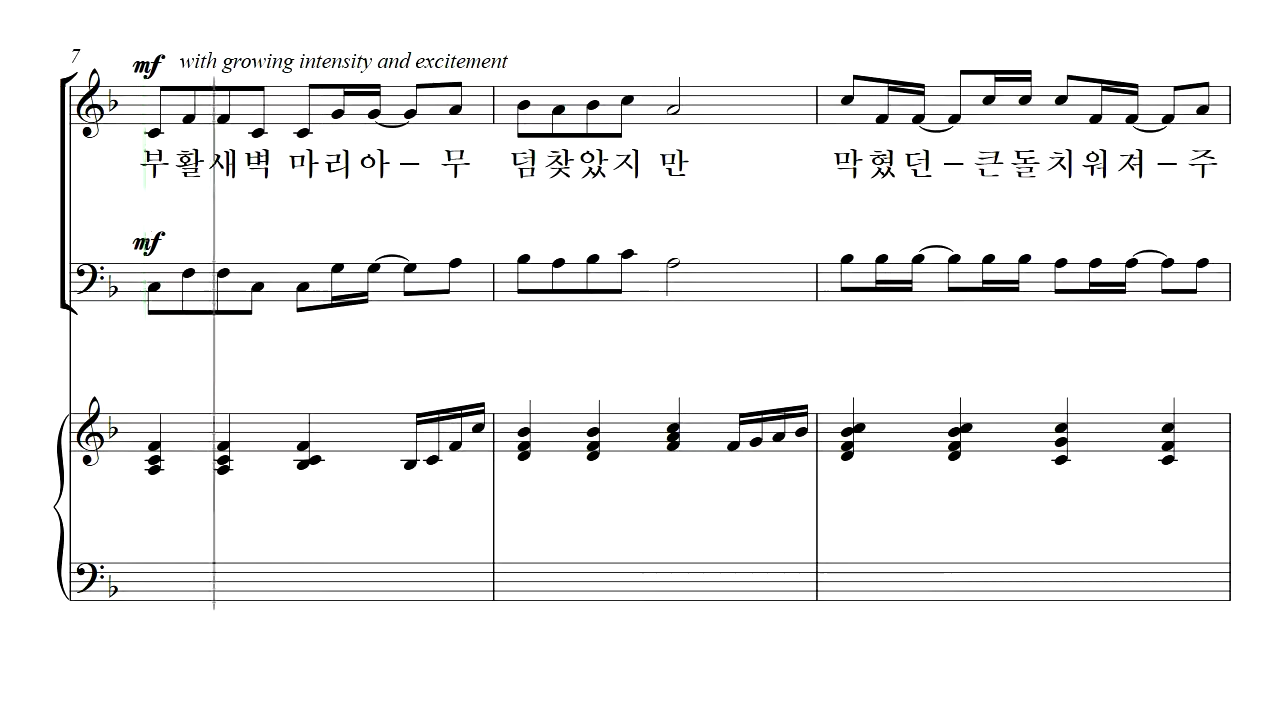 7
mf with growing intensity and excitement
부활새벽 마리아 – 무 덤찾았지 만 막혔던 – 큰돌치워져 – 주
mf